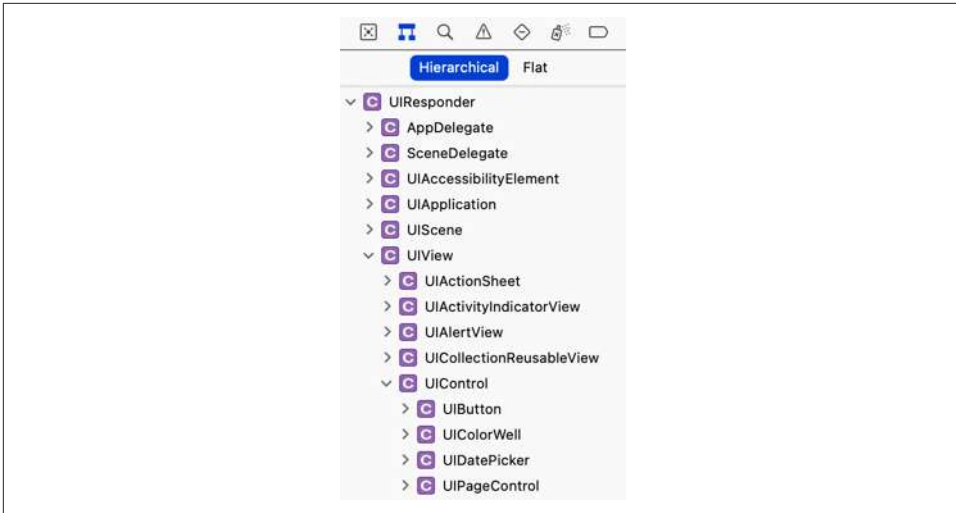 Hierarchical Flat
C UIResponder
C AppDelegate
C SceneDelegate
C UIAccessibilityElement
C UIApplication
C UIScene
C UIView
C UIActionSheet
C UIActivityIndicatorView
C UIAlertView
C UICollectionReusableView
C UIControl
C UIButton
C UIColorWell
C UIDatePicker
C UIPageControl